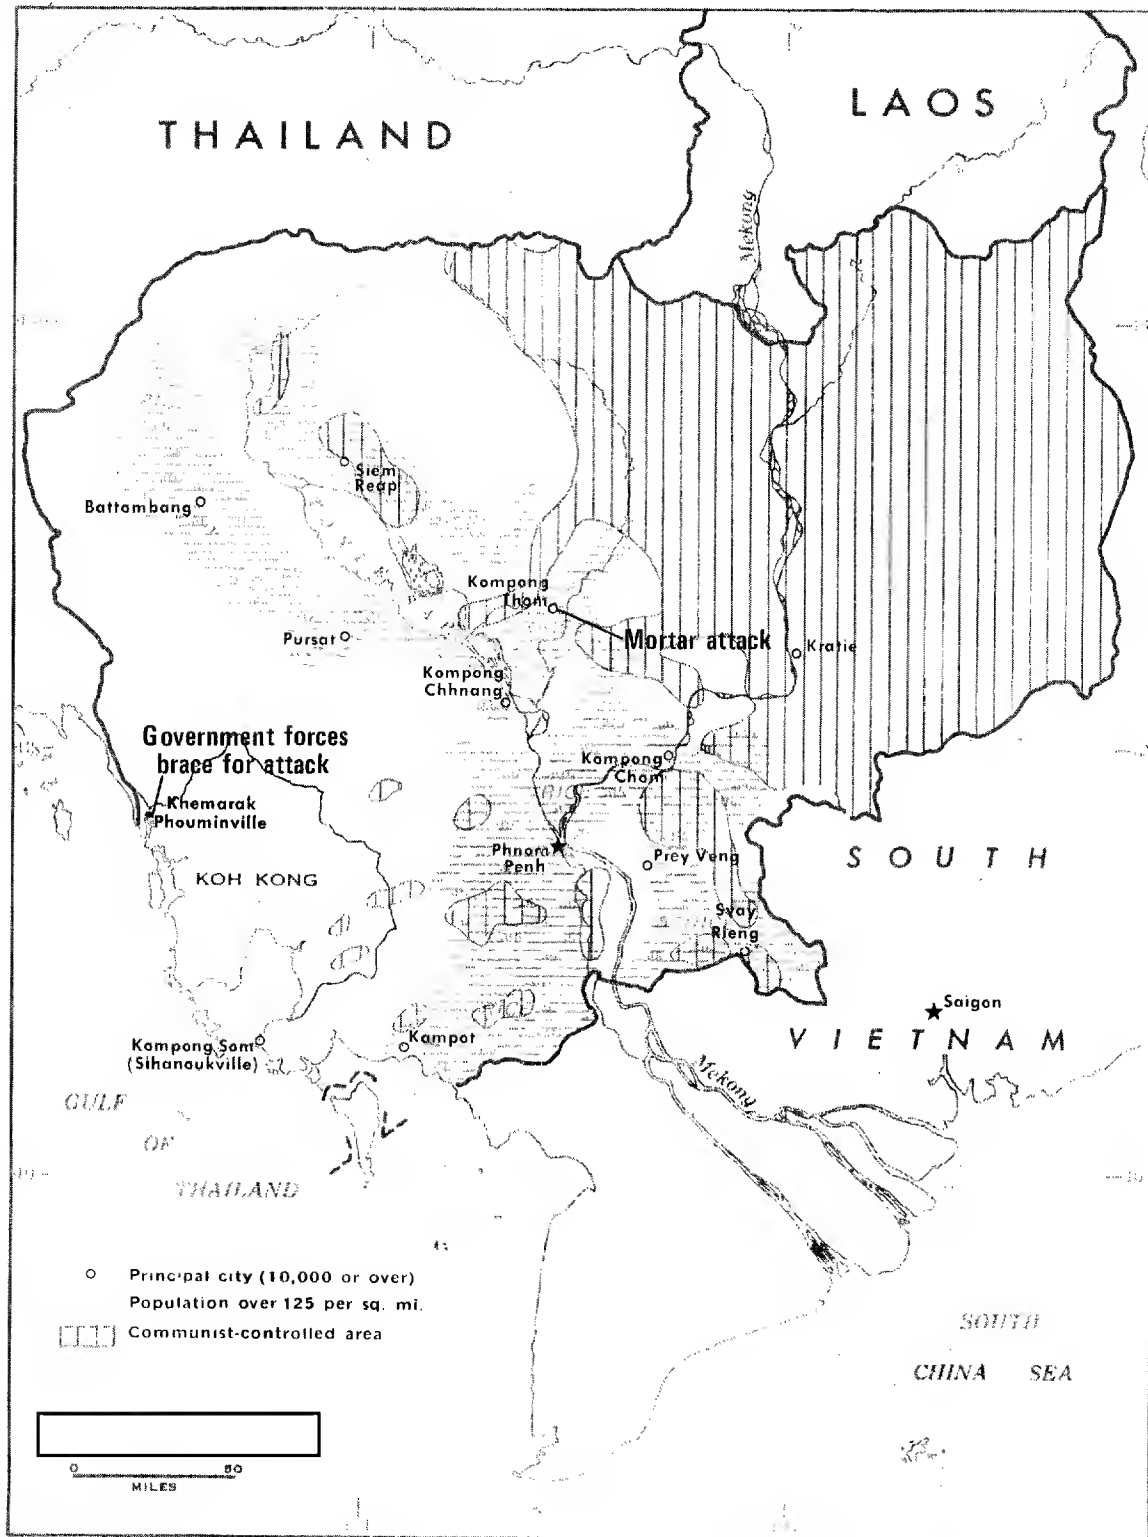 THAILAND
LAOS
Mekong
Siem
Reap
Battambang
Kompong
Thom
Mortar attack
Pursat
Kratie
Kompong
Chhnang
Government forces
brace for attack
Kompong
Cham
Khemarak
Phouminville
Phnom
Penh
Prey Veng
SOUTH
KOH KONG
Svay
Rieng
Saigon
VIETNAM
Kampot
Kompong Som
(Sihanoukville)
Mekong
GULF
OF
THAILAND
Principal city (10,000 or over)
Population over 125 per sq. mi.
Communist-controlled area
SOUTH
CHINA SEA
0 50
MILES